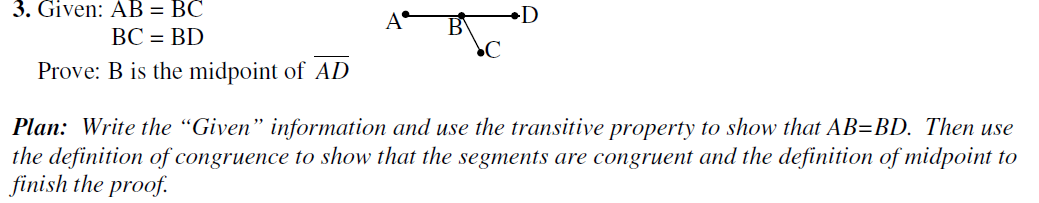 3. Given: AB = BC
BC = BD
Prove: B is the midpoint of AD
A B D
C
Plan: Write the “Given” information and use the transitive property to show that AB=BD. Then use
the definition of congruence to show that the segments are congruent and the definition of midpoint to
finish the proof.